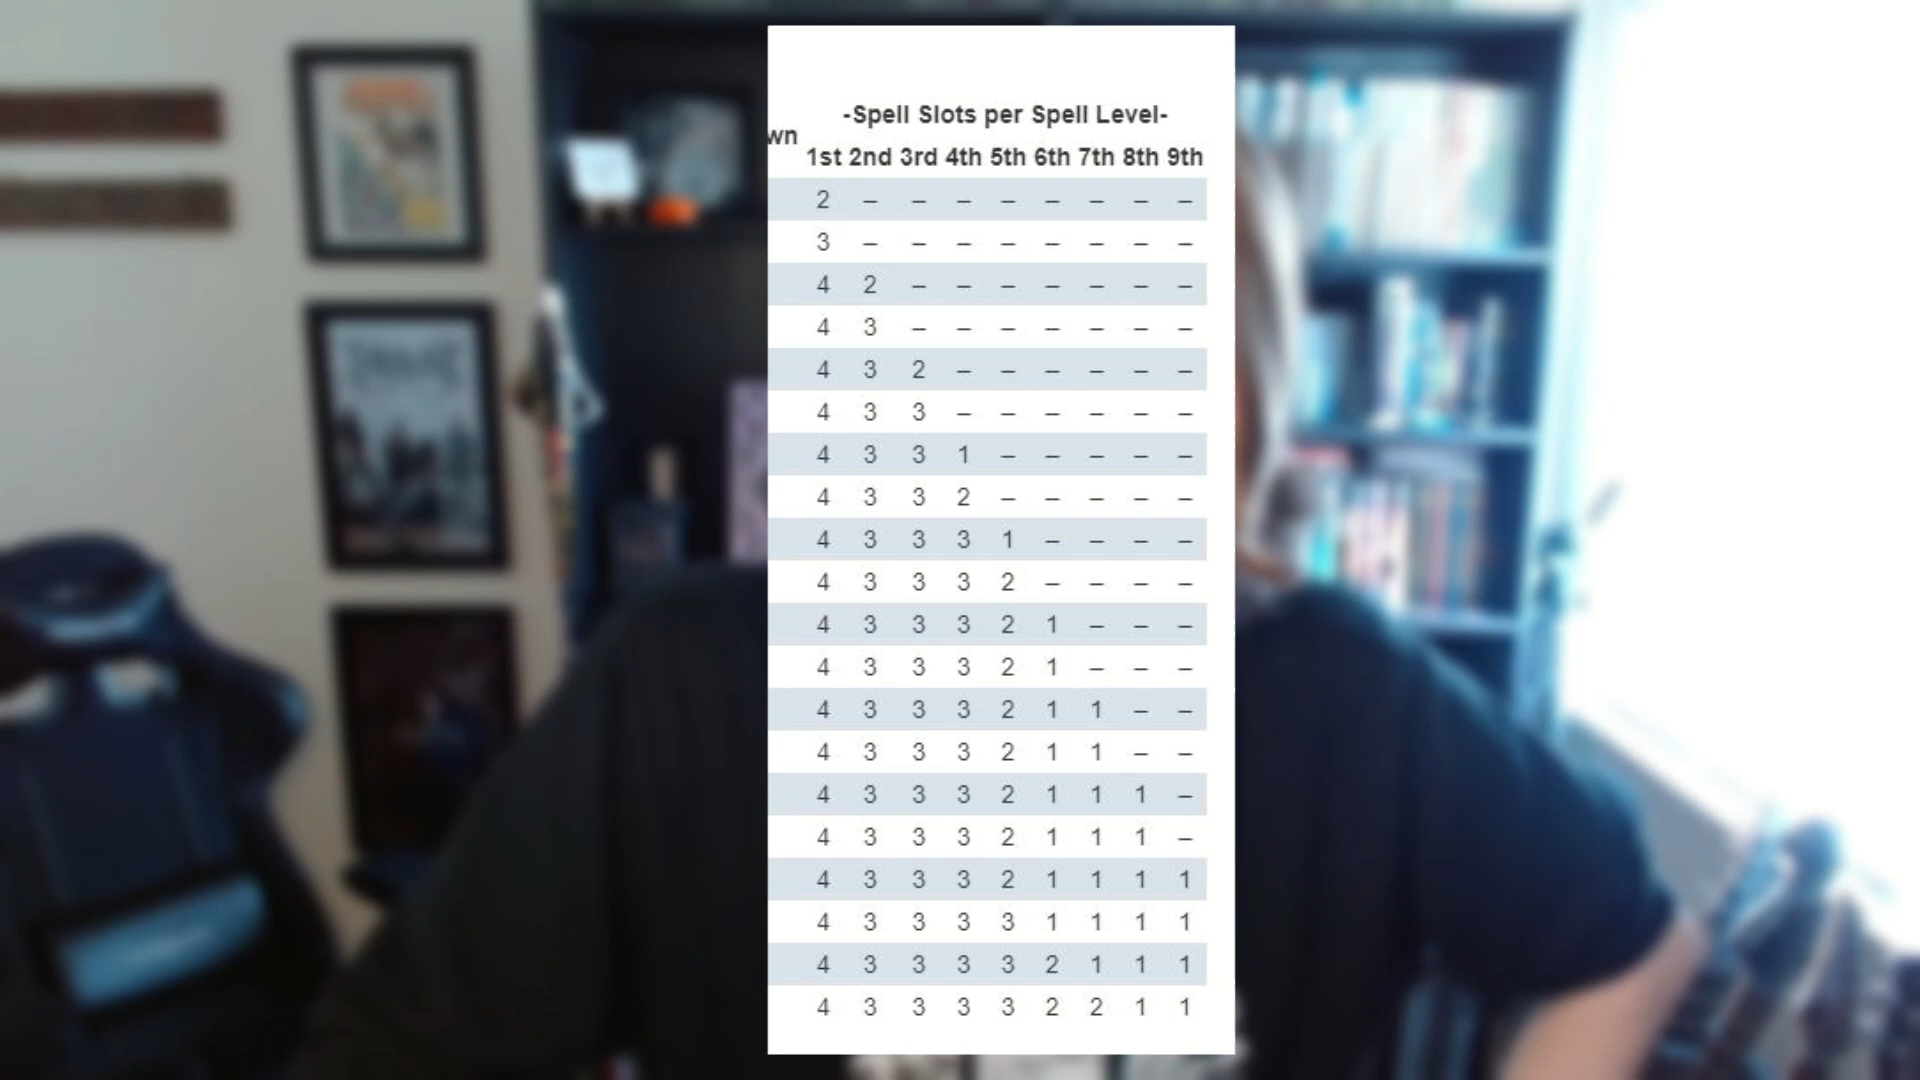 -Spell Slots per Spell Level-
wn
1st 2nd 3rd 4th 5th 6th 7th 8th 9th
2 – – – – – – – –
3 – – – – – – – –
4 2 – – – – – – –
4 3 – – – – – – –
4 3 2 – – – – – –
4 3 3 – – – – – –
4 3 3 1 – – – – –
4 3 3 2 – – – – –
4 3 3 3 1 – – – –
4 3 3 3 2 – – – –
4 3 3 3 2 1 – – –
4 3 3 3 2 1 – – –
4 3 3 3 2 1 1 – –
4 3 3 3 2 1 1 – –
4 3 3 3 2 1 1 1 –
4 3 3 3 2 1 1 1 –
4 3 3 3 2 1 1 1 1
4 3 3 3 3 1 1 1 1
4 3 3 3 3 2 1 1 1
4 3 3 3 3 2 2 1 1